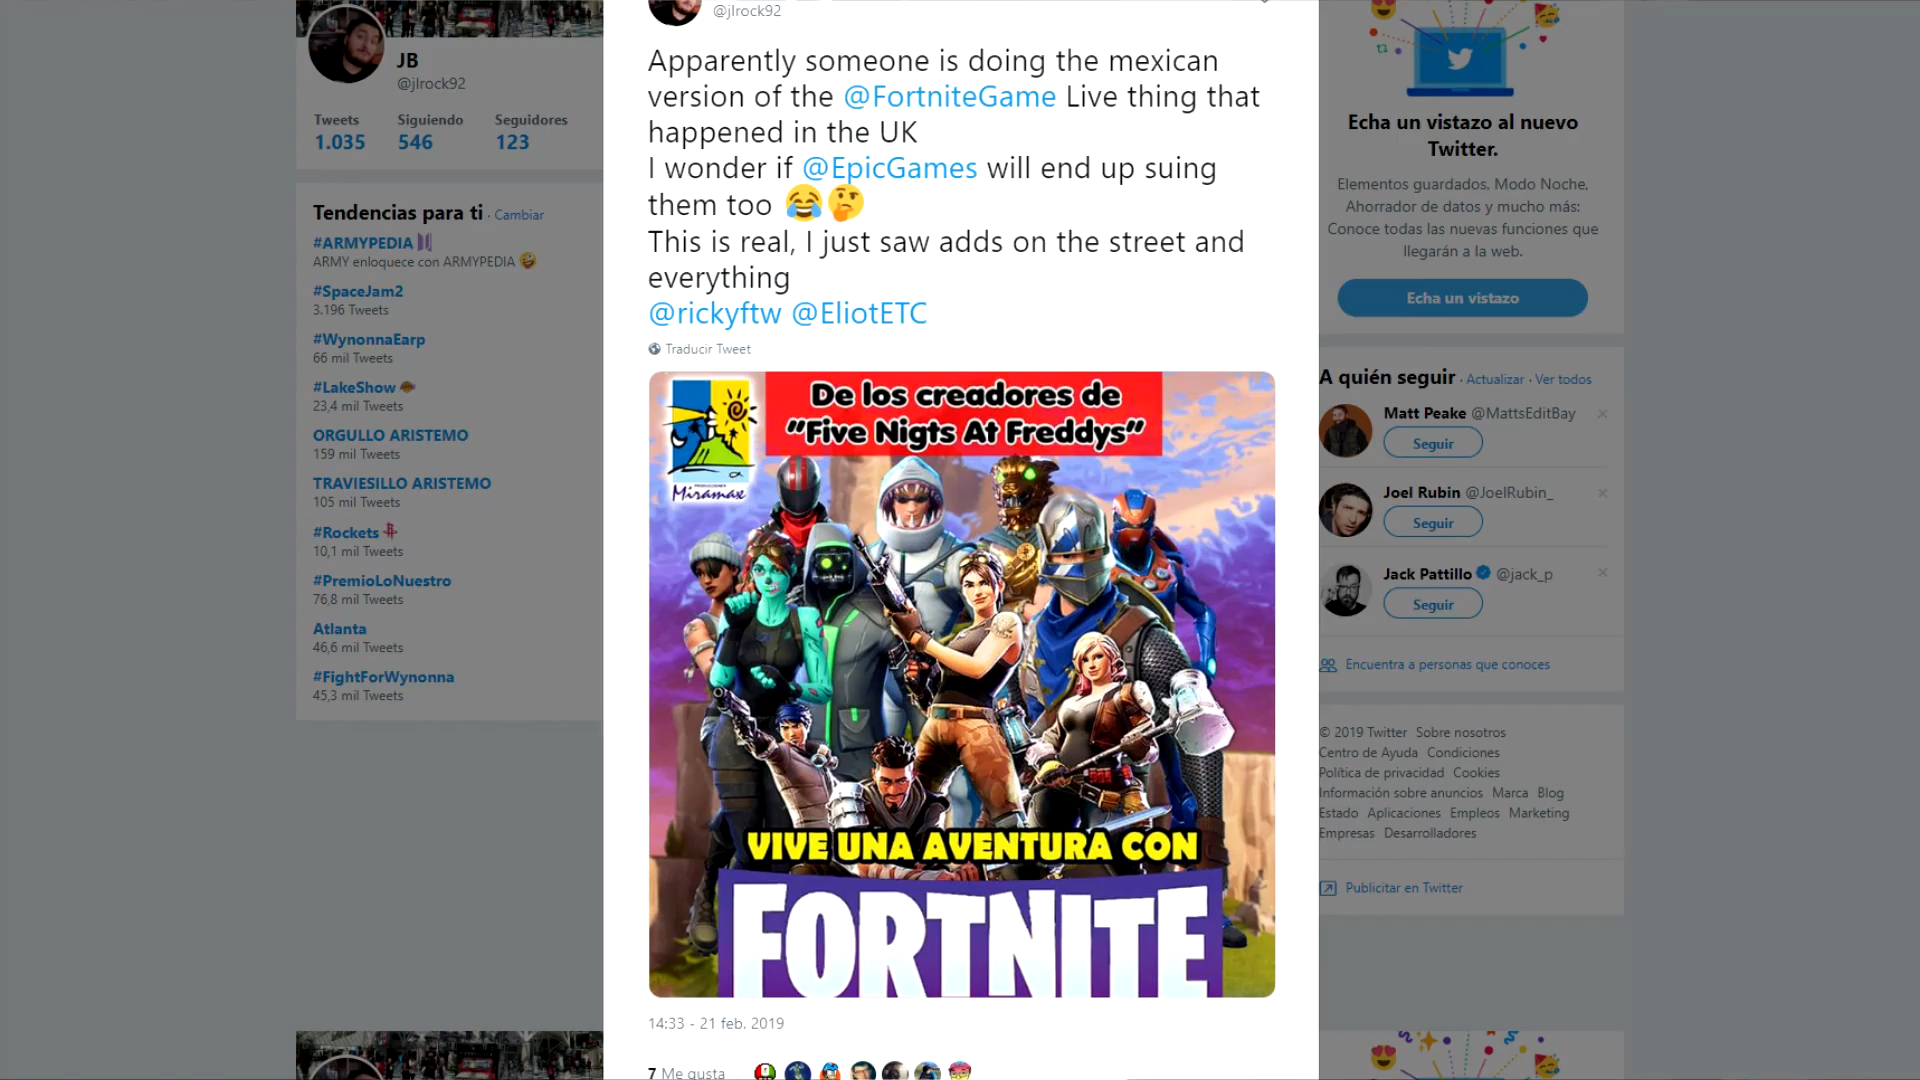 JB
@jlrock92
Tweets
Siguiendo
Seguidores
1.035
546
123
Tendencias para ti · Cambiar
#ARMYPEDIA
ARMY enloquece con ARMYPEDIA 🤪
#SpaceJam2
3.196 Tweets
#WynonnaEarp
66 mil Tweets
#LakeShow
23,4 mil Tweets
ORGULLO ARISTEMO
159 mil Tweets
TRAVIESILLO ARISTEMO
105 mil Tweets
#Rockets
10,1 mil Tweets
#PremioLoNuestro
76,8 mil Tweets
Atlanta
46,6 mil Tweets
#FightForWynonna
45,3 mil Tweets
@jlrock92
Apparently someone is doing the mexican
version of the @FortniteGame Live thing that
happened in the UK
I wonder if @EpicGames will end up suing
them too 😂🤔
This is real, I just saw adds on the street and
everything
@rickyftw @EliotETC
Traducir Tweet
De los creadores de
"Five Nigts At Freddys"
PRODUCCIONES
Miramax
VIVE UNA AVENTURA CON
FORTNITE
14:33 - 21 feb. 2019
7 Me gusta
Echa un vistazo al nuevo
Twitter.
Elementos guardados, Modo Noche,
Ahorrador de datos y mucho más:
Conoce todas las nuevas funciones que
llegarán a la web.
Echa un vistazo
A quién seguir · Actualizar · Ver todos
Matt Peake @MattsEditBay
Seguir
Joel Rubin @JoelRubin_
Seguir
Jack Pattillo @jack_p
Seguir
Encuentra a personas que conoces
© 2019 Twitter Sobre nosotros
Centro de Ayuda Condiciones
Política de privacidad Cookies
Información sobre anuncios Marca Blog
Estado Aplicaciones Empleos Marketing
Empresas Desarrolladores
Publicitar en Twitter